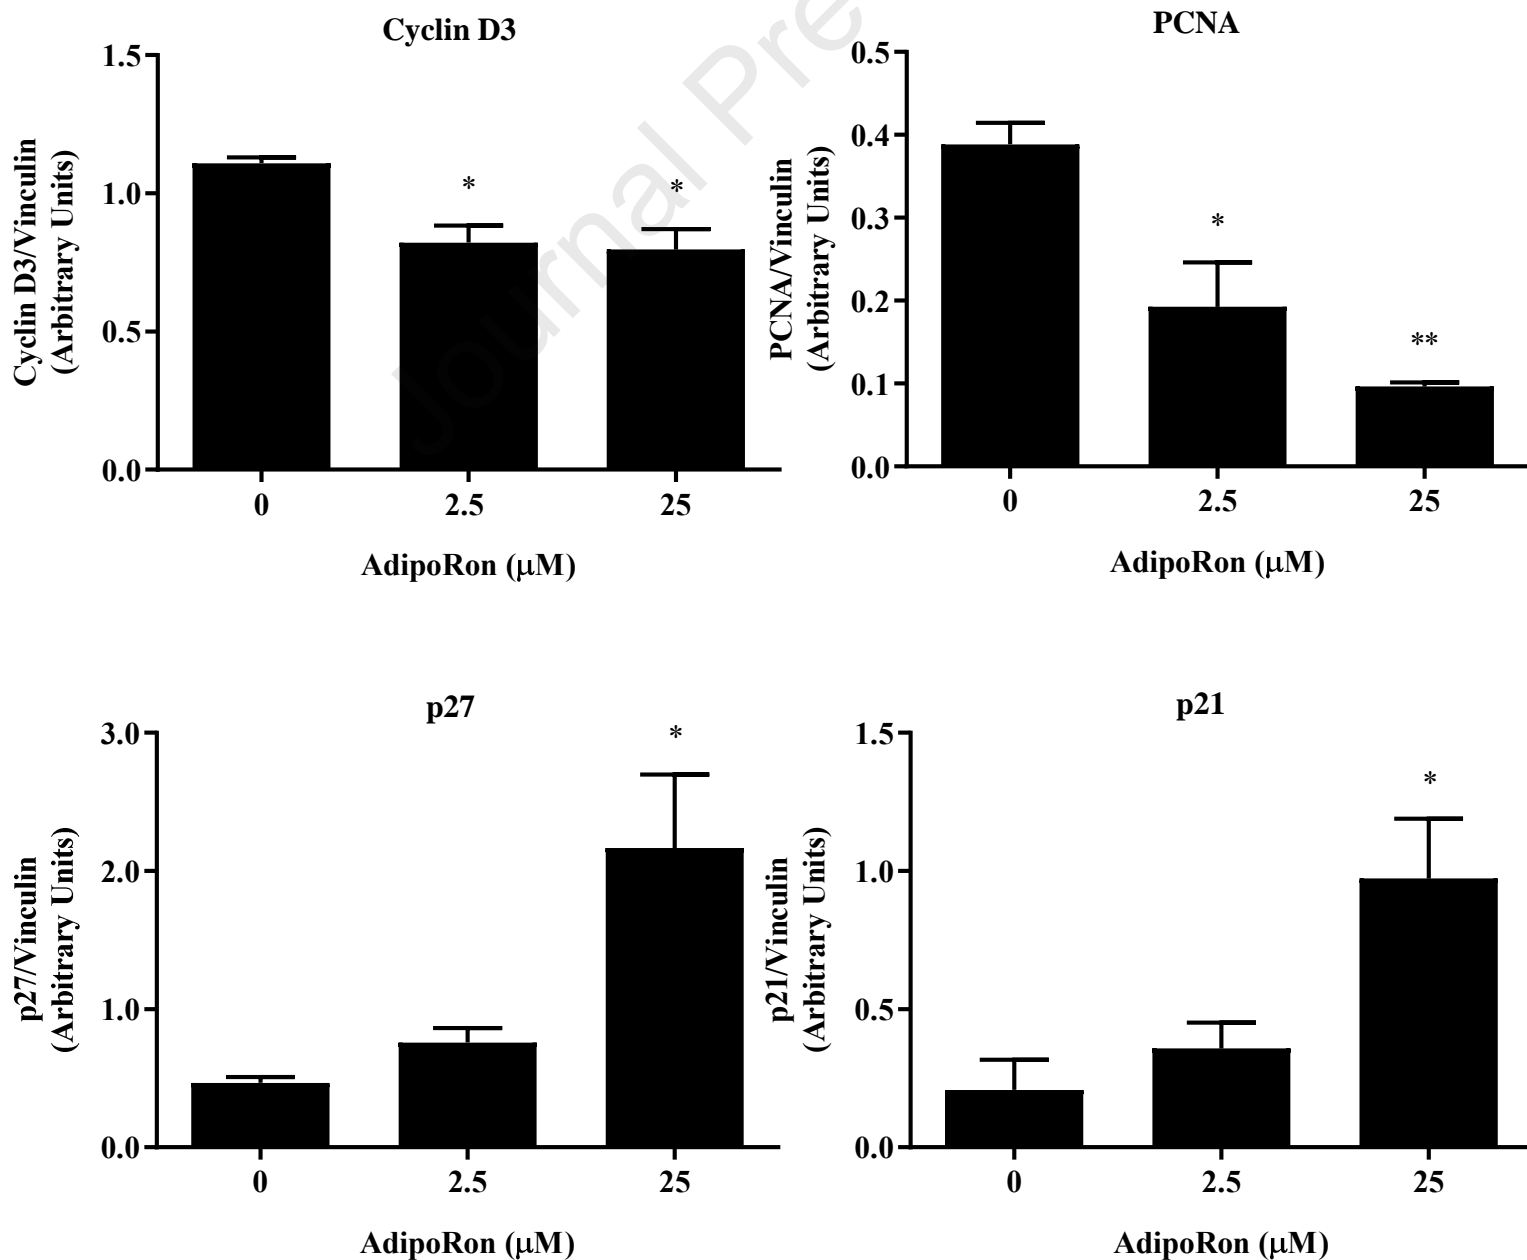 Cyclin D3
1.5
1.0
0.5
0.0
Cyclin D3/Vinculin
(Arbitrary Units)
*
*
0
2.5
25
AdipoRon (μM)
PCNA
0.5
0.4
0.3
0.2
0.1
0.0
PCNA/Vinculin
(Arbitrary Units)
*
**
0
2.5
25
AdipoRon (μM)
p27
3.0
2.0
1.0
0.0
p27/Vinculin
(Arbitrary Units)
*
0
2.5
25
AdipoRon (μM)
p21
1.5
1.0
0.5
0.0
p21/Vinculin
(Arbitrary Units)
*
0
2.5
25
AdipoRon (μM)
Journal Pre